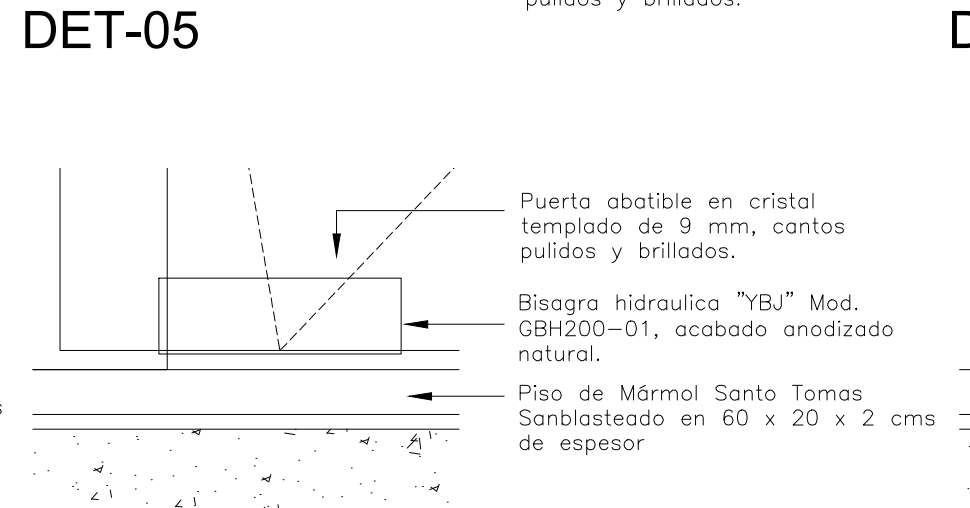 pulidos y brillados.
DET-05
Puerta abatible en cristal
templado de 9 mm, cantos
pulidos y brillados.
Bisagra hidraulica "YBJ" Mod.
GBH200-01, acabado anodizado
natural.
Piso de Mármol Santo Tomas
Sanblasteado en 60 x 20 x 2 cms
de espesor